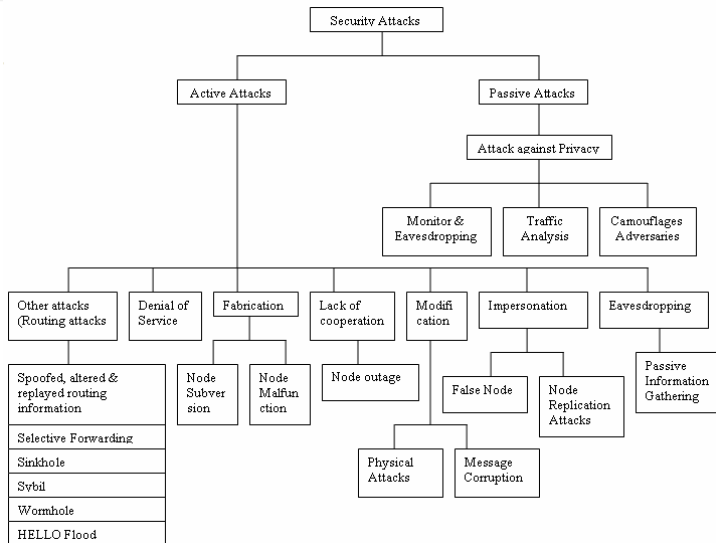 Security Attacks
Active Attacks
Passive Attacks
Attack against Privacy
Monitor &
Eavesdropping
Traffic
Analysis
Camouflages
Adversaries
Other attacks
(Routing attacks
Denial of
Service
Fabrication
Lack of
cooperation
Modifi
cation
Impersonation
Eavesdropping
Spoofed, altered &
replayed routing
information
Selective Forwarding
Sinkhole
Sybil
Wormhole
HELLO Flood
Node
Subver
sion
Node
Malfun
ction
Node outage
Physical
Attacks
Message
Corruption
False Node
Node
Replication
Attacks
Passive
Information
Gathering